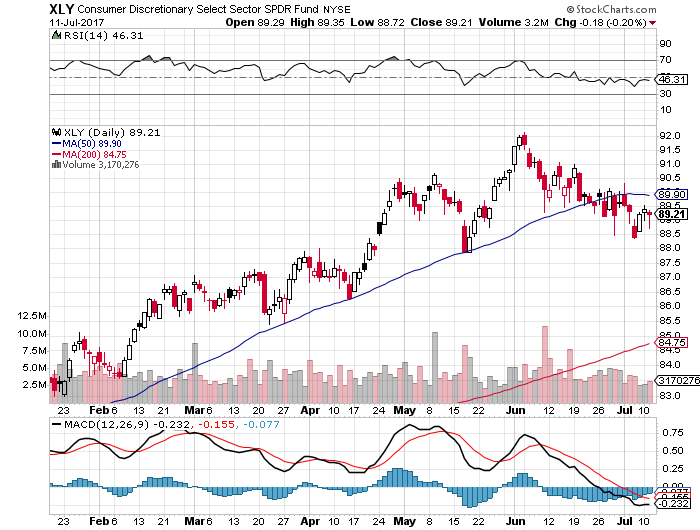 XLY Consumer Discretionary Select Sector SPDR Fund NYSE © StockCharts.com
11-Jul-2017 Open 89.29 High 89.35 Low 88.72 Close 89.21 Volume 3.2M Chg -0.18 (-0.20%)
RSI(14) 46.31
90
70
50
46.31
30
10
XLY (Daily) 89.21
MA(50) 89.90
MA(200) 84.75
Volume 3,170,276
92.0
91.5
91.0
90.5
89.90
89.5
89.21
88.5
88.0
87.5
87.0
86.5
86.0
85.5
85.0
84.75
83.5
83.0
3170276
12.5M
10.0M
7.5M
5.0M
2.5M
23 Feb 6 13 21 27 Mar 6 13 20 27 Apr 10 17 24 May 8 15 22 Jun 12 19 26 Jul 10
MACD(12,26,9) -0.232, -0.155, -0.077
0.75
0.50
0.25
0.00
-0.077
-0.155
-0.232
23 Feb 6 13 21 27 Mar 6 13 20 27 Apr 10 17 24 May 8 15 22 Jun 12 19 26 Jul 10